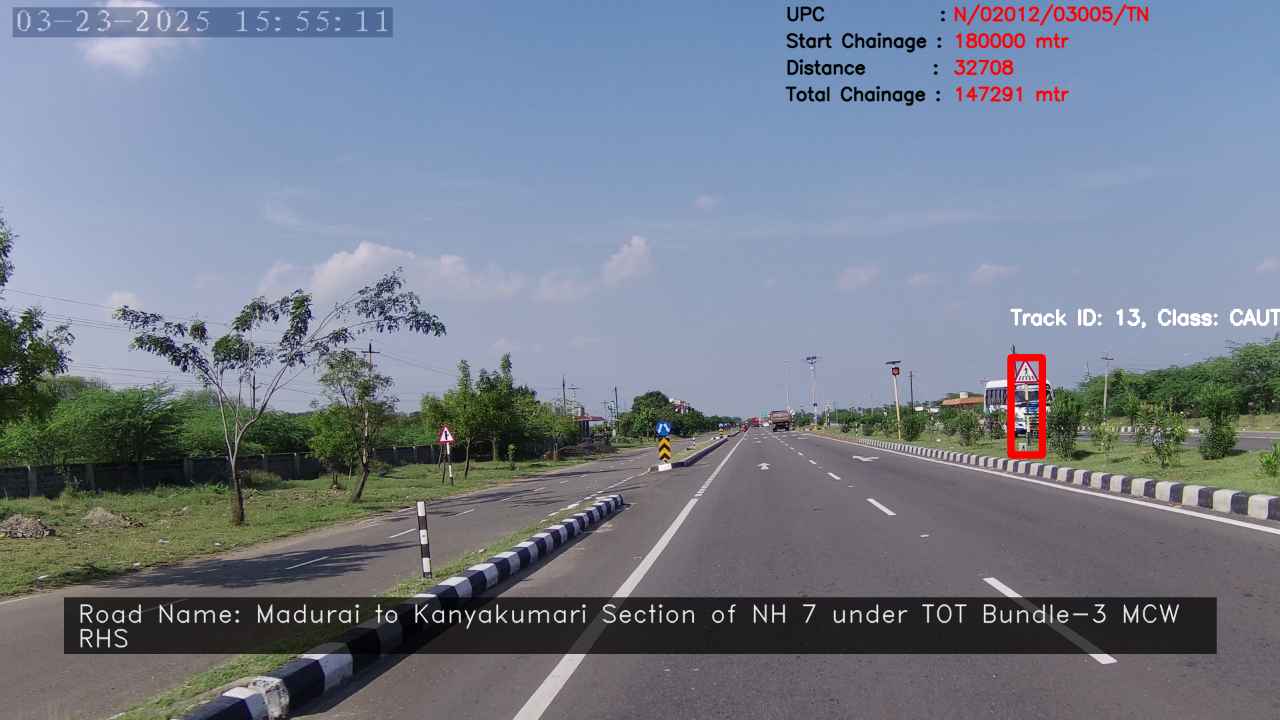 03-23-2025 15:55:11
UPC : N/02012/03005/TN
Start Chainage : 180000 mtr
Distance : 32708
Total Chainage : 147291 mtr
Track ID: 13, Class: CAUT
Road Name: Madurai to Kanyakumari Section of NH 7 under TOT Bundle-3 MCW
RHS